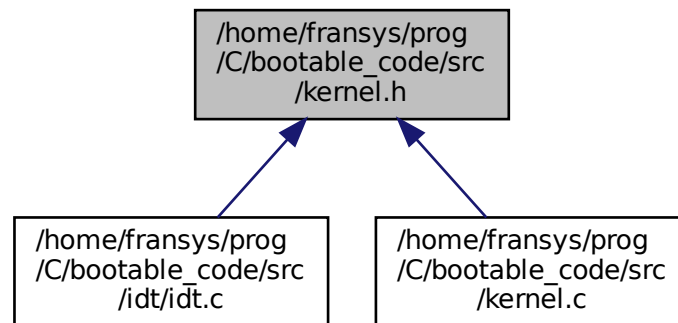 /home/fransys/prog
/C/bootable_code/src
/kernel.h
/home/fransys/prog
/C/bootable_code/src
/idt/idt.c
/home/fransys/prog
/C/bootable_code/src
/kernel.c